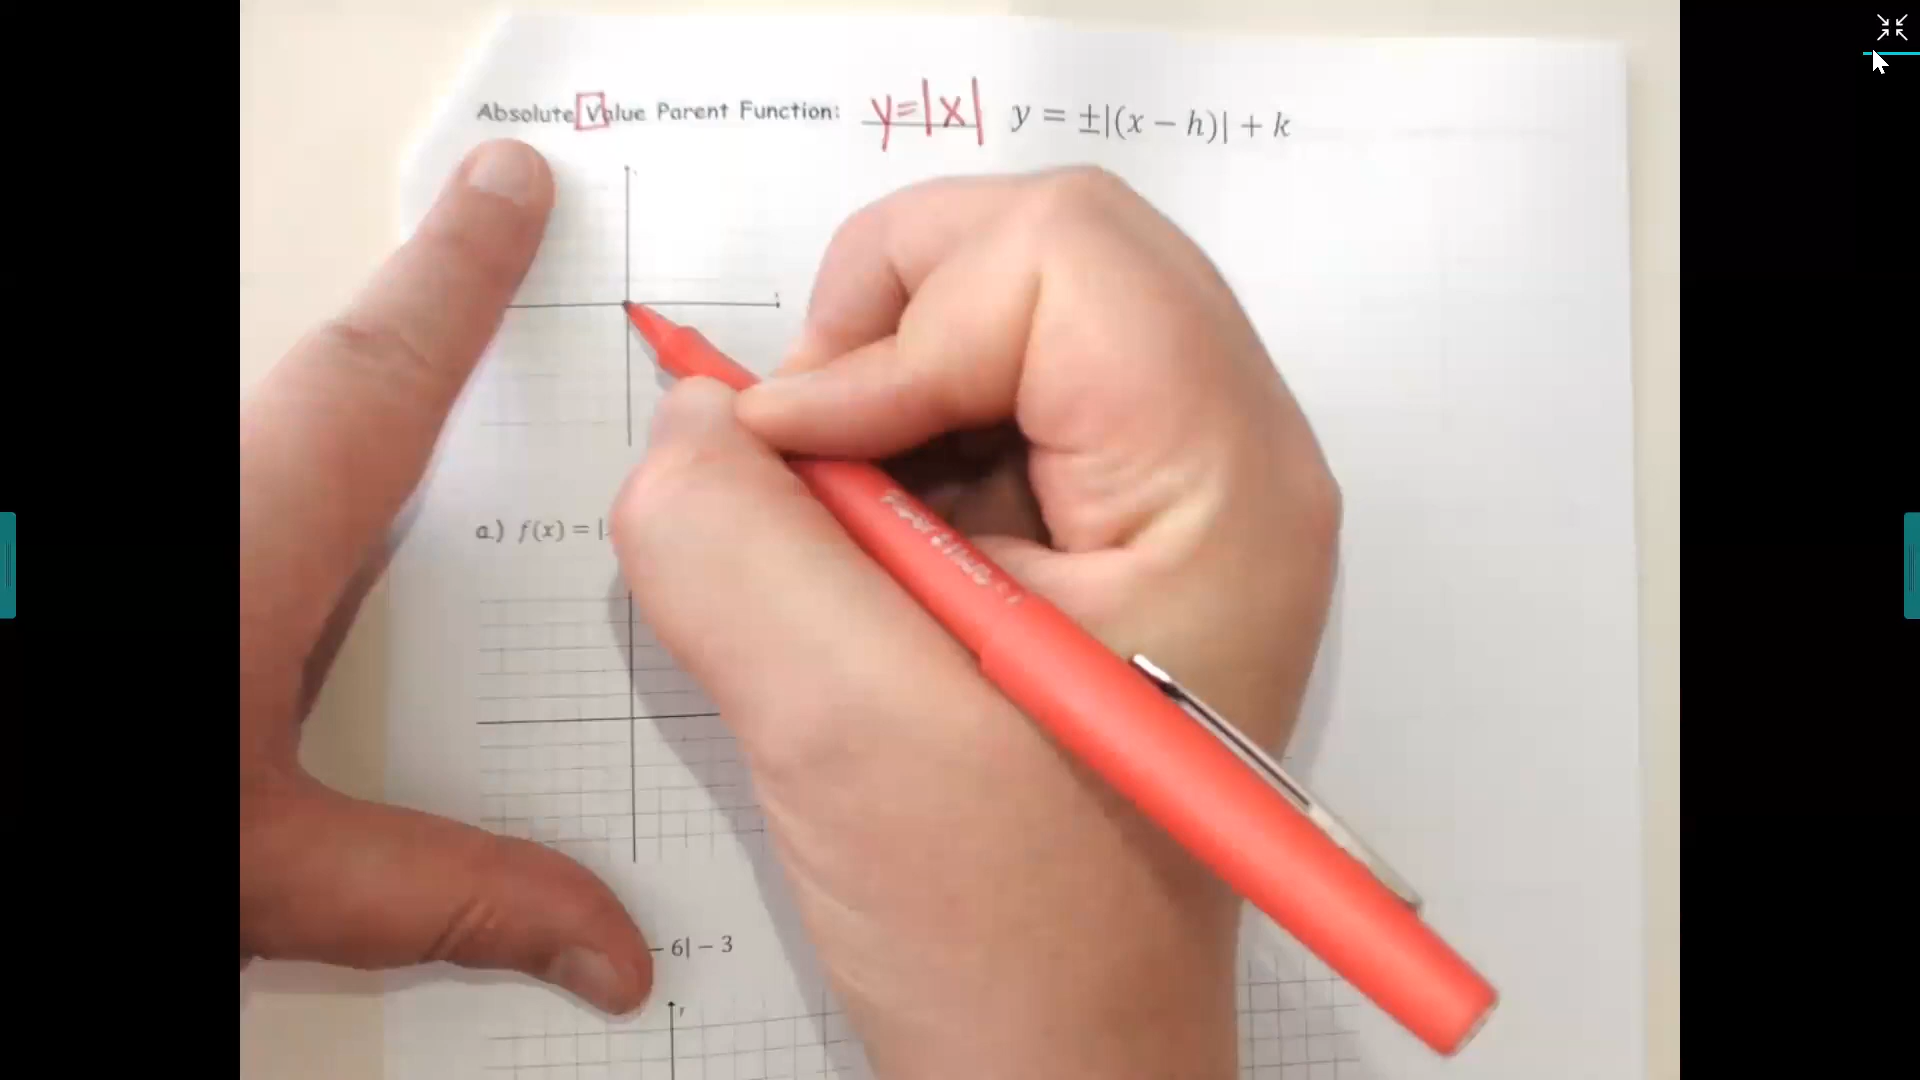 Absolute Value Parent Function: y=|x| y = ±|(x − h)| + k
a.) f(x) = |
− 6| − 3
y